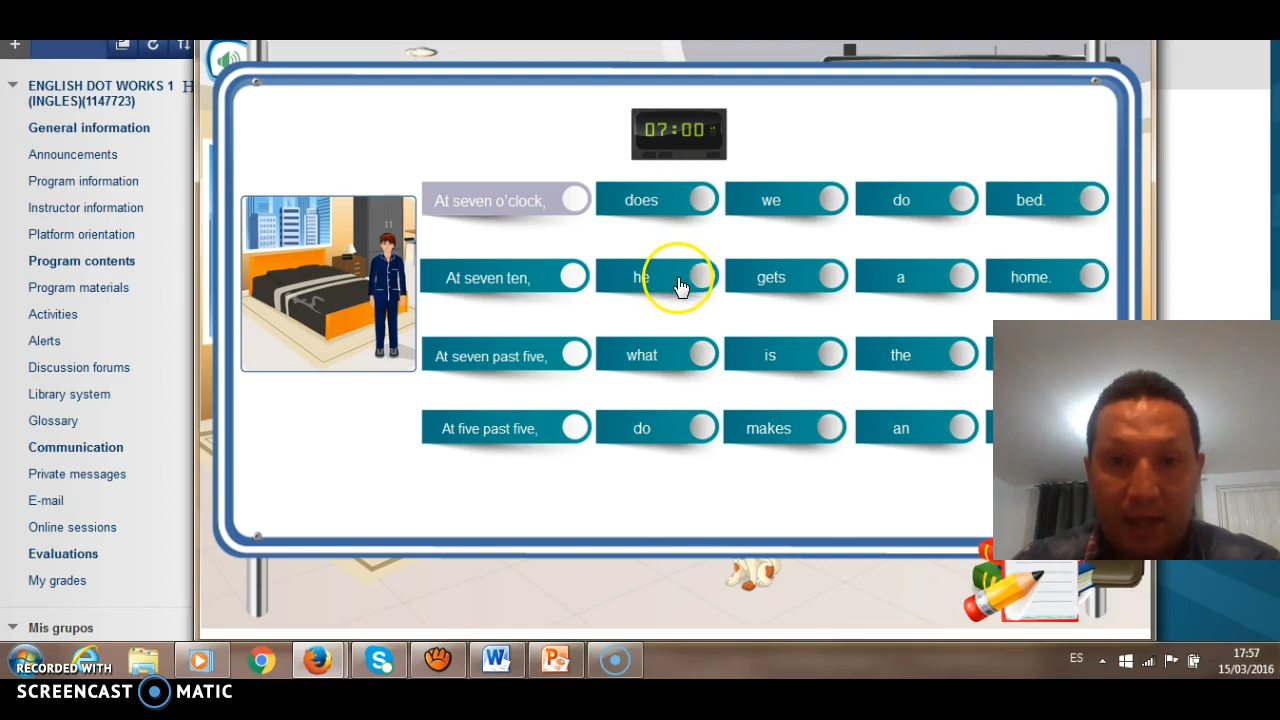 ENGLISH DOT WORKS 1
(INGLES)(1147723)
General information
Announcements
Program information
Instructor information
Platform orientation
Program contents
Program materials
Activities
Alerts
Discussion forums
Library system
Glossary
Communication
Private messages
E-mail
Online sessions
Evaluations
My grades
Mis grupos
H
07:00
At seven o'clock, does we do bed.
At seven ten, he gets a home.
At seven past five, what is the
At five past five, do makes an
11
ES
17:57
15/03/2016
RECORDED WITH
SCREENCAST MATIC